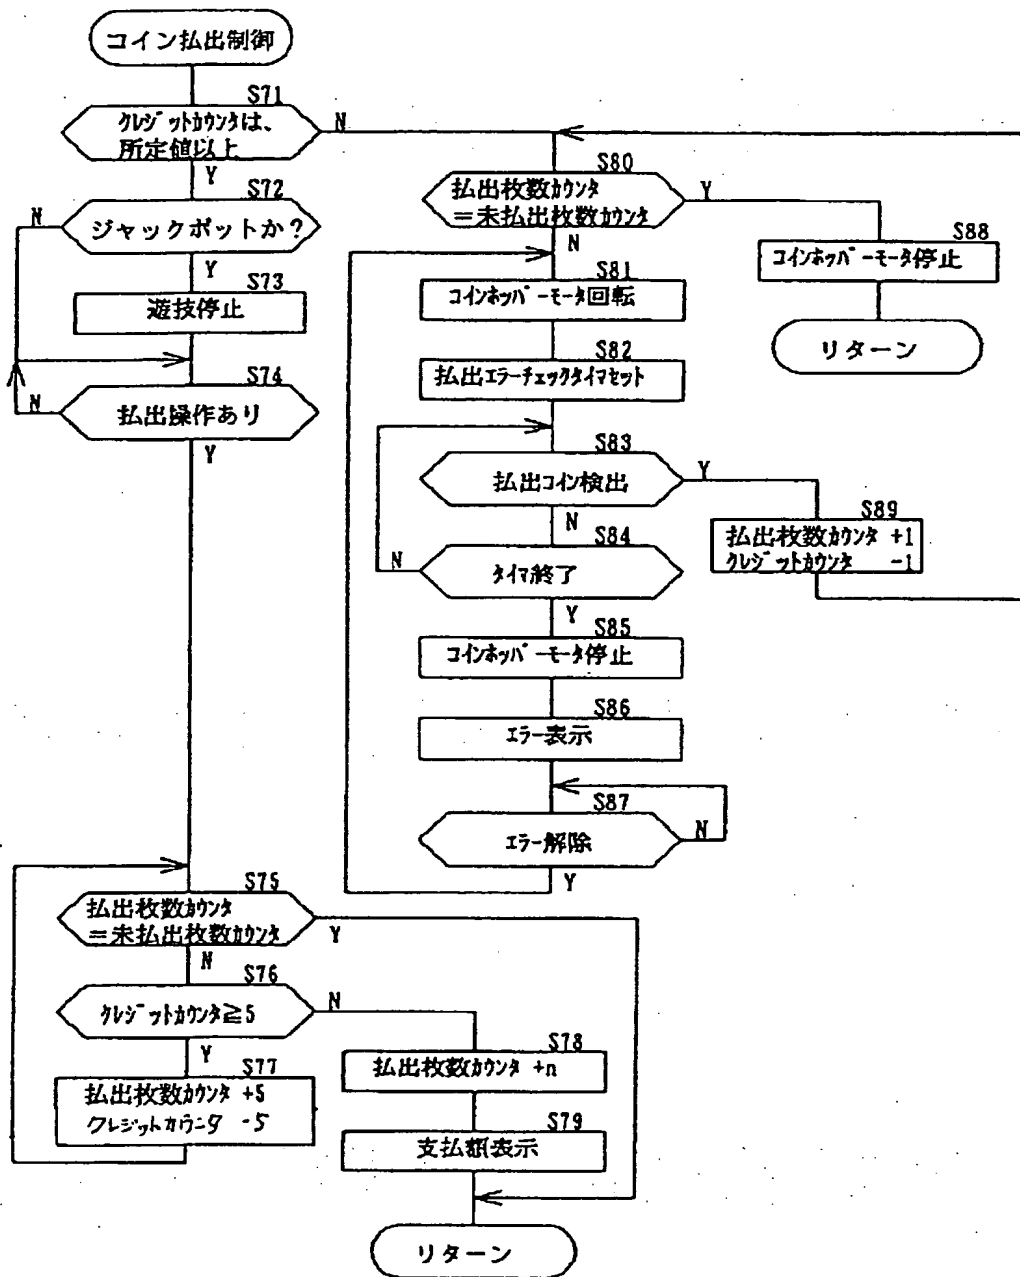 コイン払出制御
S71
クレジットカウンタは、
所定値以上
N
Y
S72
N
ジャックポットか？
Y
S73
遊技停止
S74
N
払出操作あり
Y
S80
払出枚数カウンタ
＝未払出枚数カウンタ
Y
N
S88
コインホッパーモータ停止
リターン
S81
コインホッパーモータ回転
S82
払出エラーチェックタイマセット
S83
払出コイン検出
Y
N
S89
払出枚数カウンタ +1
クレジットカウンタ -1
S84
N
タイマ終了
Y
S85
コインホッパーモータ停止
S86
エラー表示
S87
エラー解除
N
Y
S75
払出枚数カウンタ
＝未払出枚数カウンタ
Y
N
S76
クレジットカウンタ≧5
N
Y
S77
払出枚数カウンタ +5
クレジットカウニタ -5
S78
払出枚数カウンタ +n
S79
支払額表示
リターン